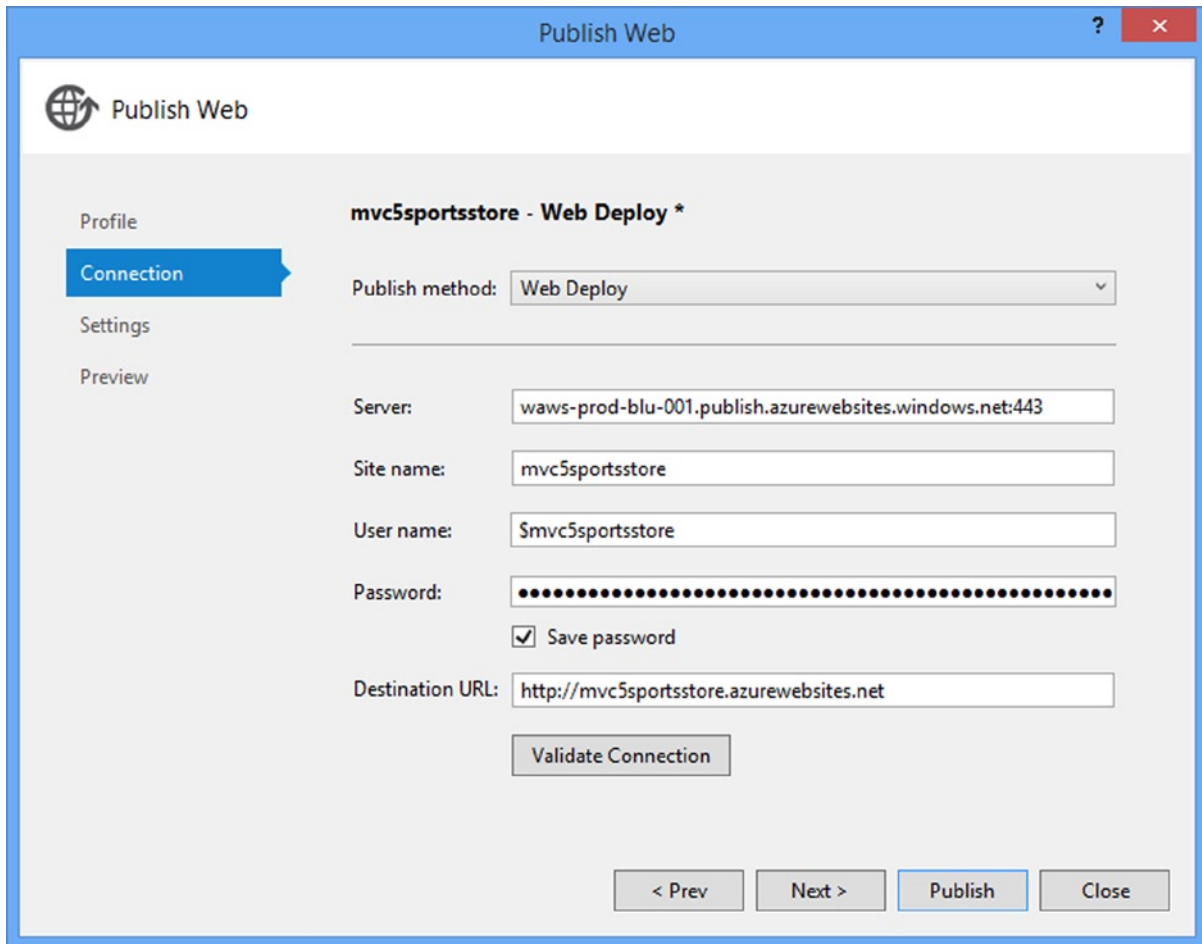 Publish Web
?
Publish Web
Profile
Connection
Settings
Preview
mvc5sportsstore - Web Deploy *
Publish method: Web Deploy
Server: waws-prod-blu-001.publish.azurewebsites.windows.net:443
Site name: mvc5sportsstore
User name: $mvc5sportsstore
Password: ••••••••••••••••••••••••••••••••••••••••••••••••••
Save password
Destination URL: http://mvc5sportsstore.azurewebsites.net
Validate Connection
< Prev Next > Publish Close